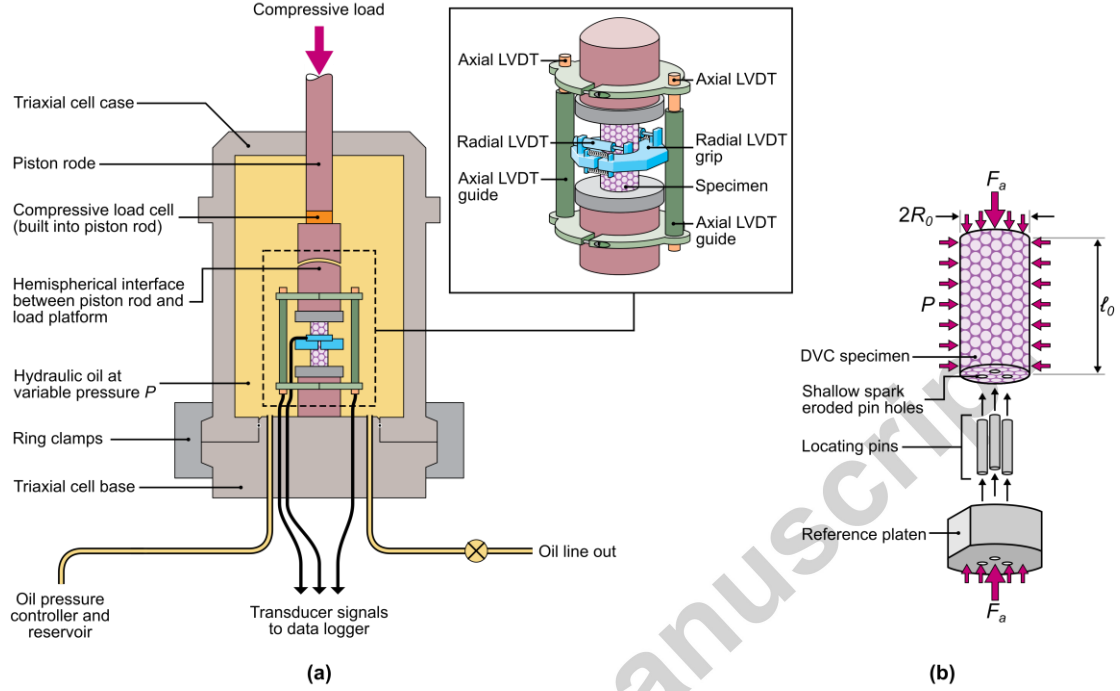 Compressive load
Triaxial cell case
Piston rode
Compressive load cell
(built into piston rod)
Hemispherical interface
between piston rod and
load platform
Hydraulic oil at
variable pressure P
Ring clamps
Triaxial cell base
Oil pressure
controller and
reservoir
Transducer signals
to data logger
Oil line out
(a)
Axial LVDT
Axial LVDT
Radial LVDT
Radial LVDT
grip
Axial LVDT
guide
Specimen
Axial LVDT
guide
Fa
2R0
P
ℓ0
DVC specimen
Shallow spark
eroded pin holes
Locating pins
Reference platen
Fa
(b)
anuscrip